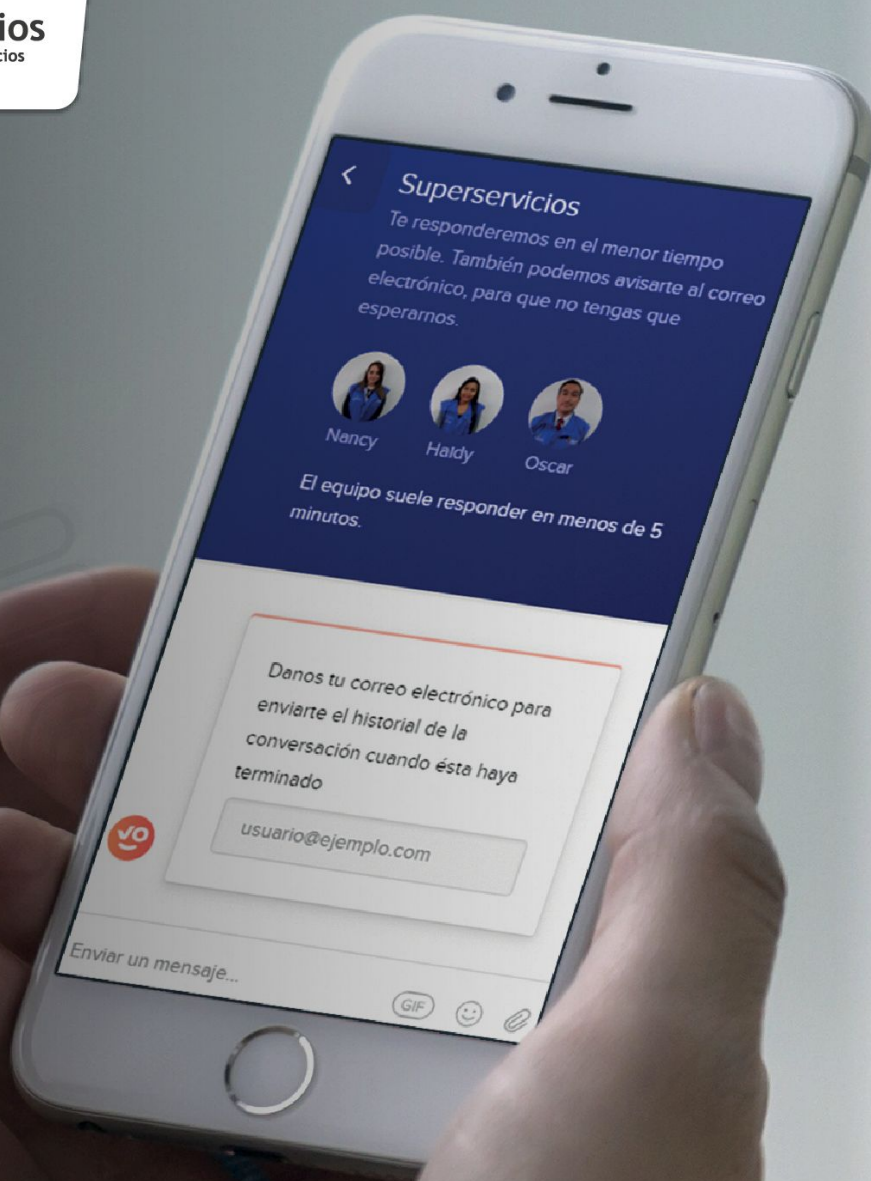 ios
cios
Superservicios
Te responderemos en el menor tiempo
posible. También podemos avisarte al correo
electrónico, para que no tengas que
esperarnos.
Nancy
Haldy
Oscar
El equipo suele responder en menos de 5
minutos.
Danos tu correo electrónico para
enviarte el historial de la
conversación cuando ésta haya
terminado
usuario@ejemplo.com
VO
Enviar un mensaje...
GIF